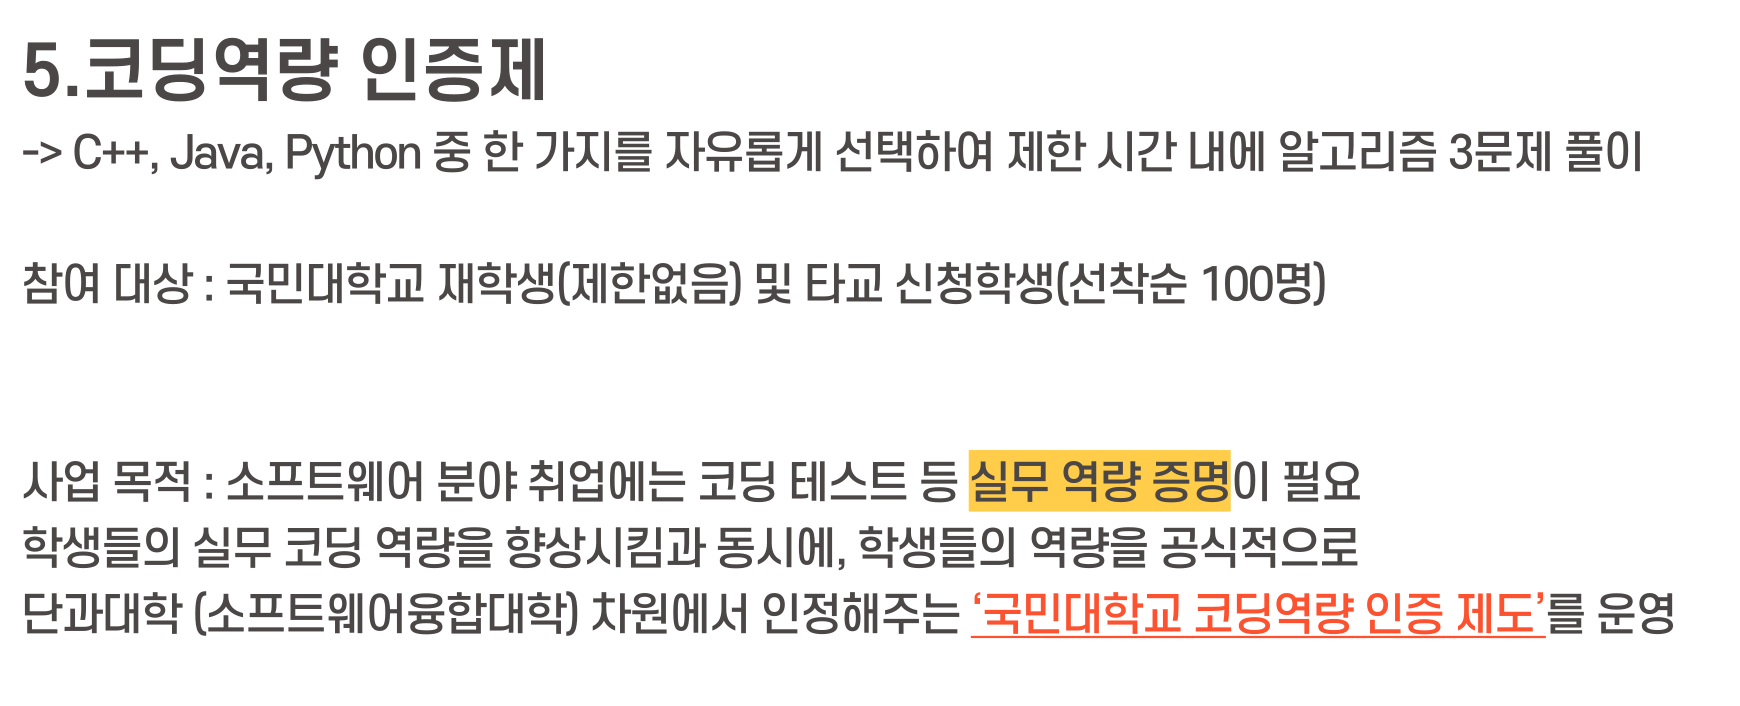 5.코딩역량 인증제
-> C++, Java, Python 중 한 가지를 자유롭게 선택하여 제한 시간 내에 알고리즘 3문제 풀이
참여 대상 : 국민대학교 재학생(제한없음) 및 타교 신청학생(선착순 100명)
사업 목적 : 소프트웨어 분야 취업에는 코딩 테스트 등 실무 역량 증명이 필요
학생들의 실무 코딩 역량을 향상시킴과 동시에, 학생들의 역량을 공식적으로
단과대학 (소프트웨어융합대학) 차원에서 인정해주는 ‘국민대학교 코딩역량 인증 제도’를 운영